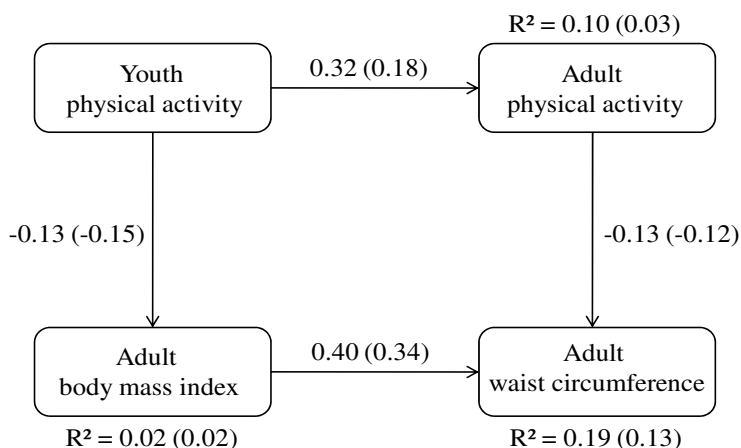 R² = 0.10 (0.03)
Youth
physical activity
0.32 (0.18)
Adult
physical activity
-0.13 (-0.15)
-0.13 (-0.12)
Adult
body mass index
0.40 (0.34)
Adult
waist circumference
R² = 0.02 (0.02)
R² = 0.19 (0.13)